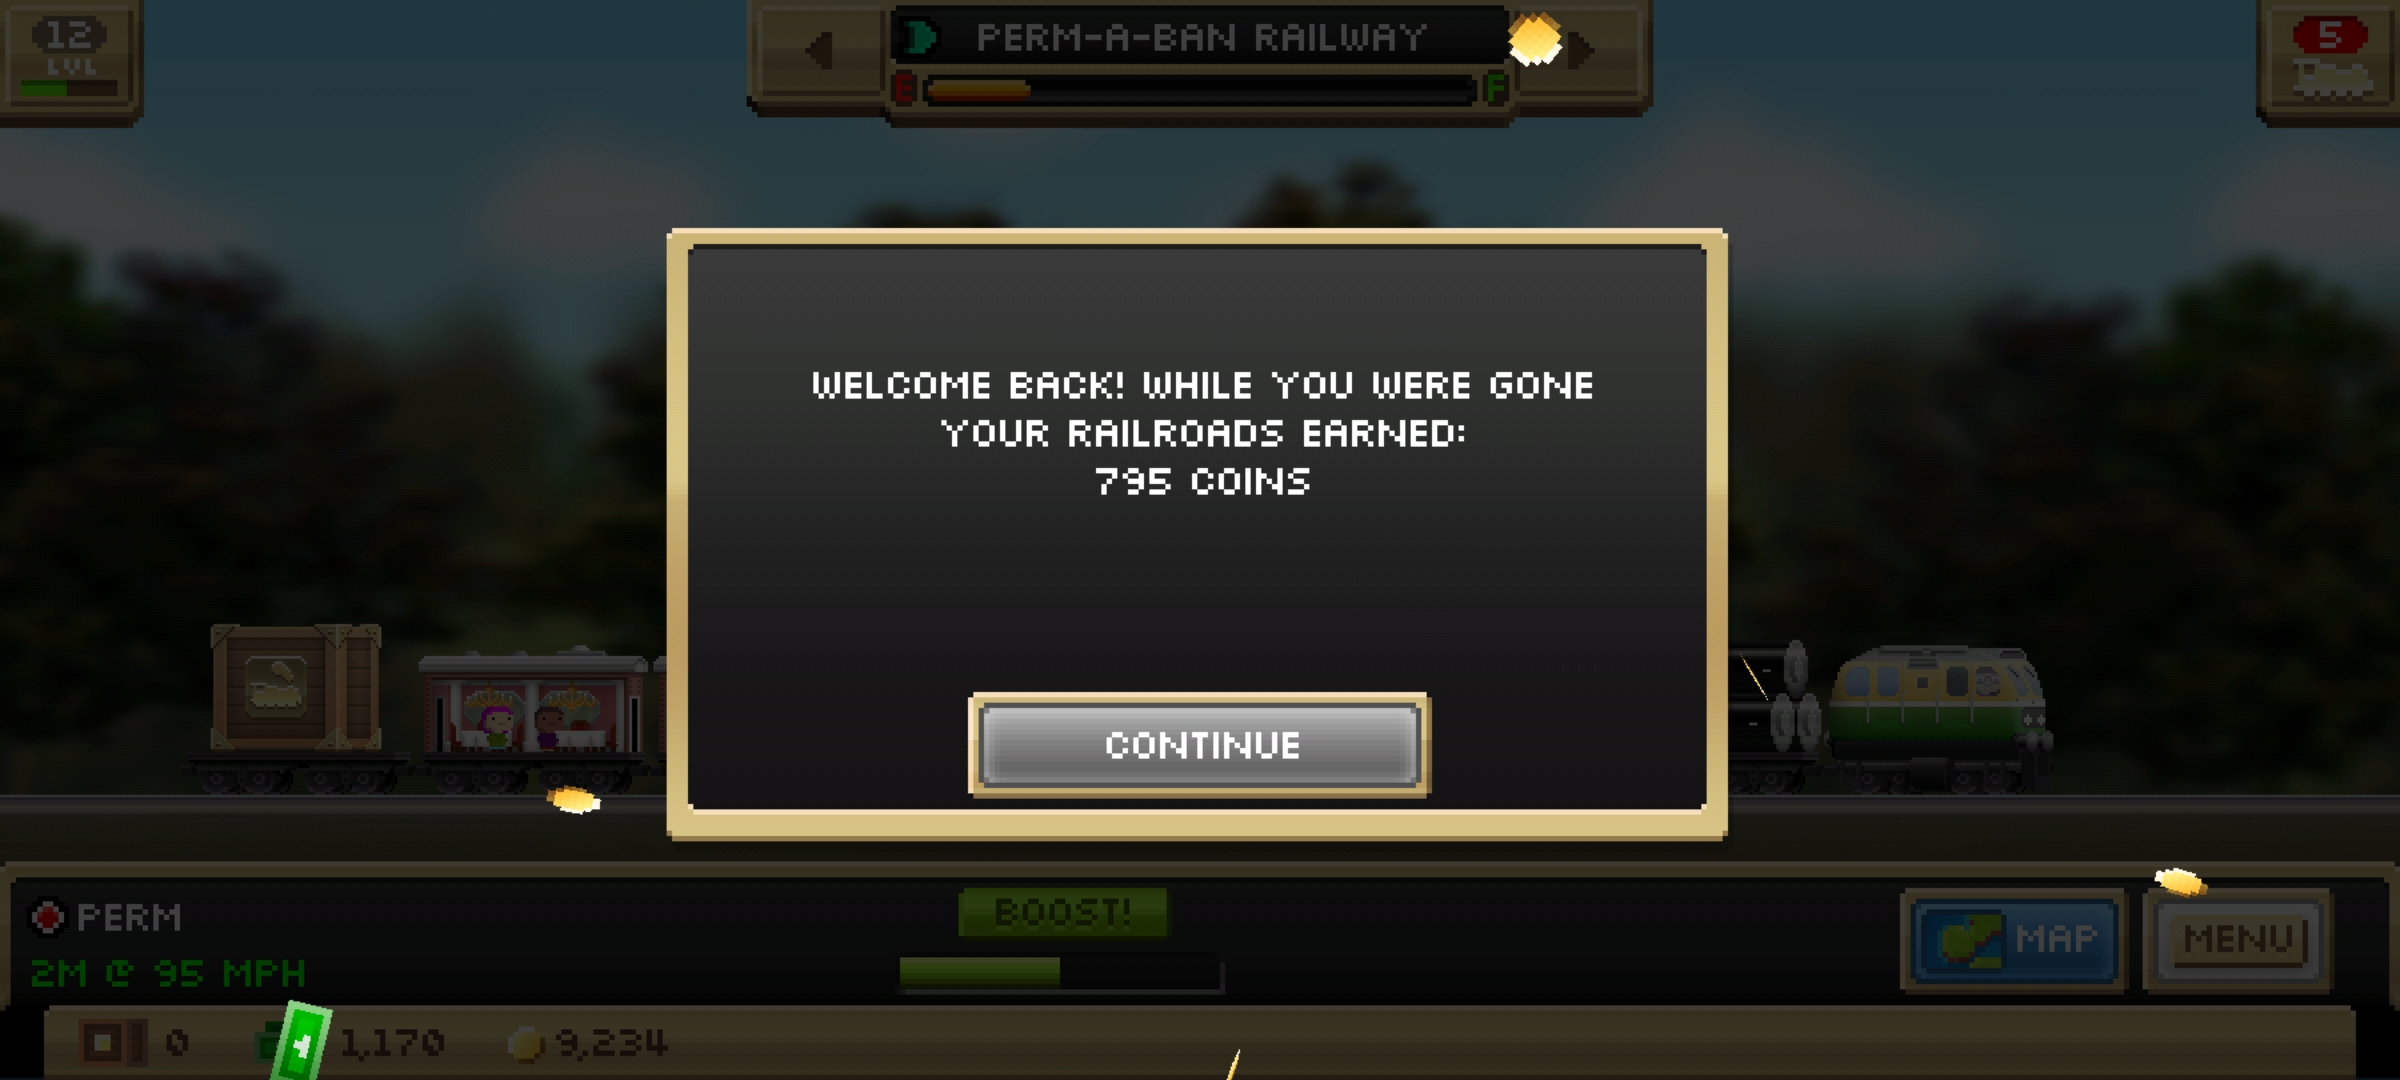 12
LVL
PERM-A-BAN RAILWAY
E
F
5
WELCOME BACK! WHILE YOU WERE GONE
YOUR RAILROADS EARNED:
795 COINS
CONTINUE
PERM
2M @ 95 MPH
BOOST!
MAP
MENU
0
1,170
9,234